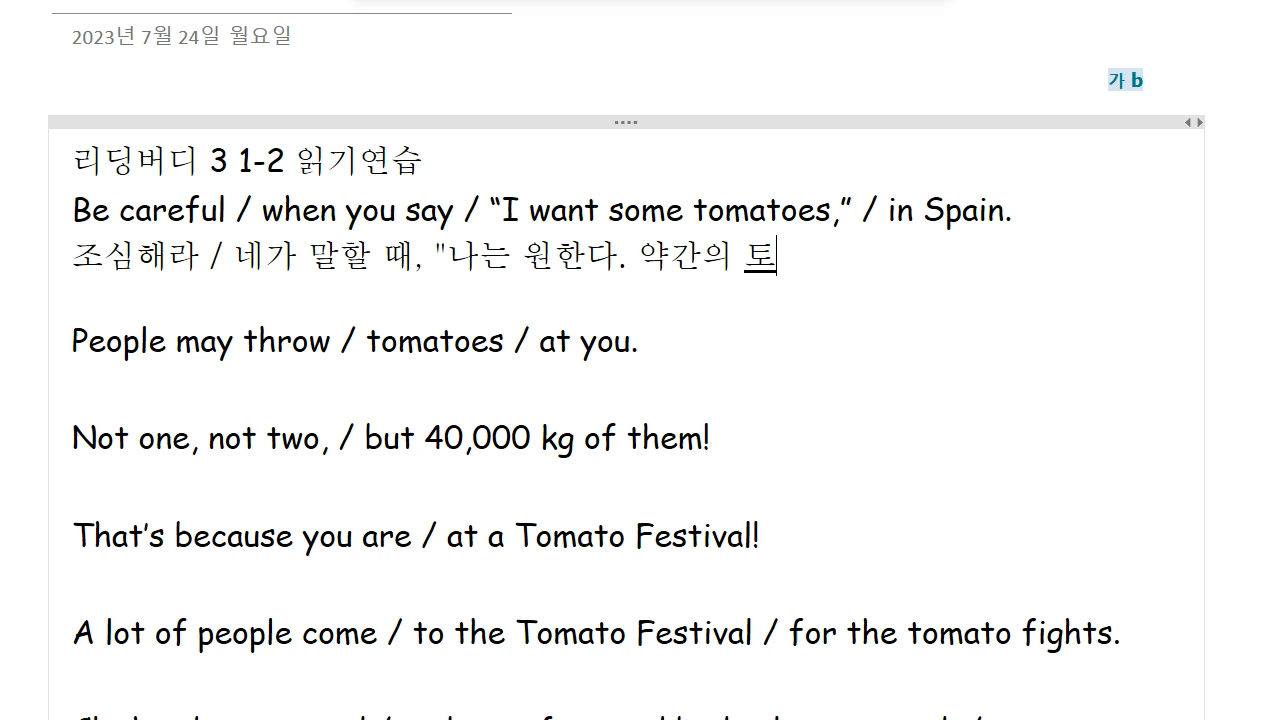 2023년 7월 24일 월요일
가 b
리딩버디 3 1-2 읽기연습
Be careful / when you say / “I want some tomatoes,” / in Spain.
조심해라 / 네가 말할 때, "나는 원한다. 약간의 토
People may throw / tomatoes / at you.
Not one, not two, / but 40,000 kg of them!
That’s because you are / at a Tomato Festival!
A lot of people come / to the Tomato Festival / for the tomato fights.